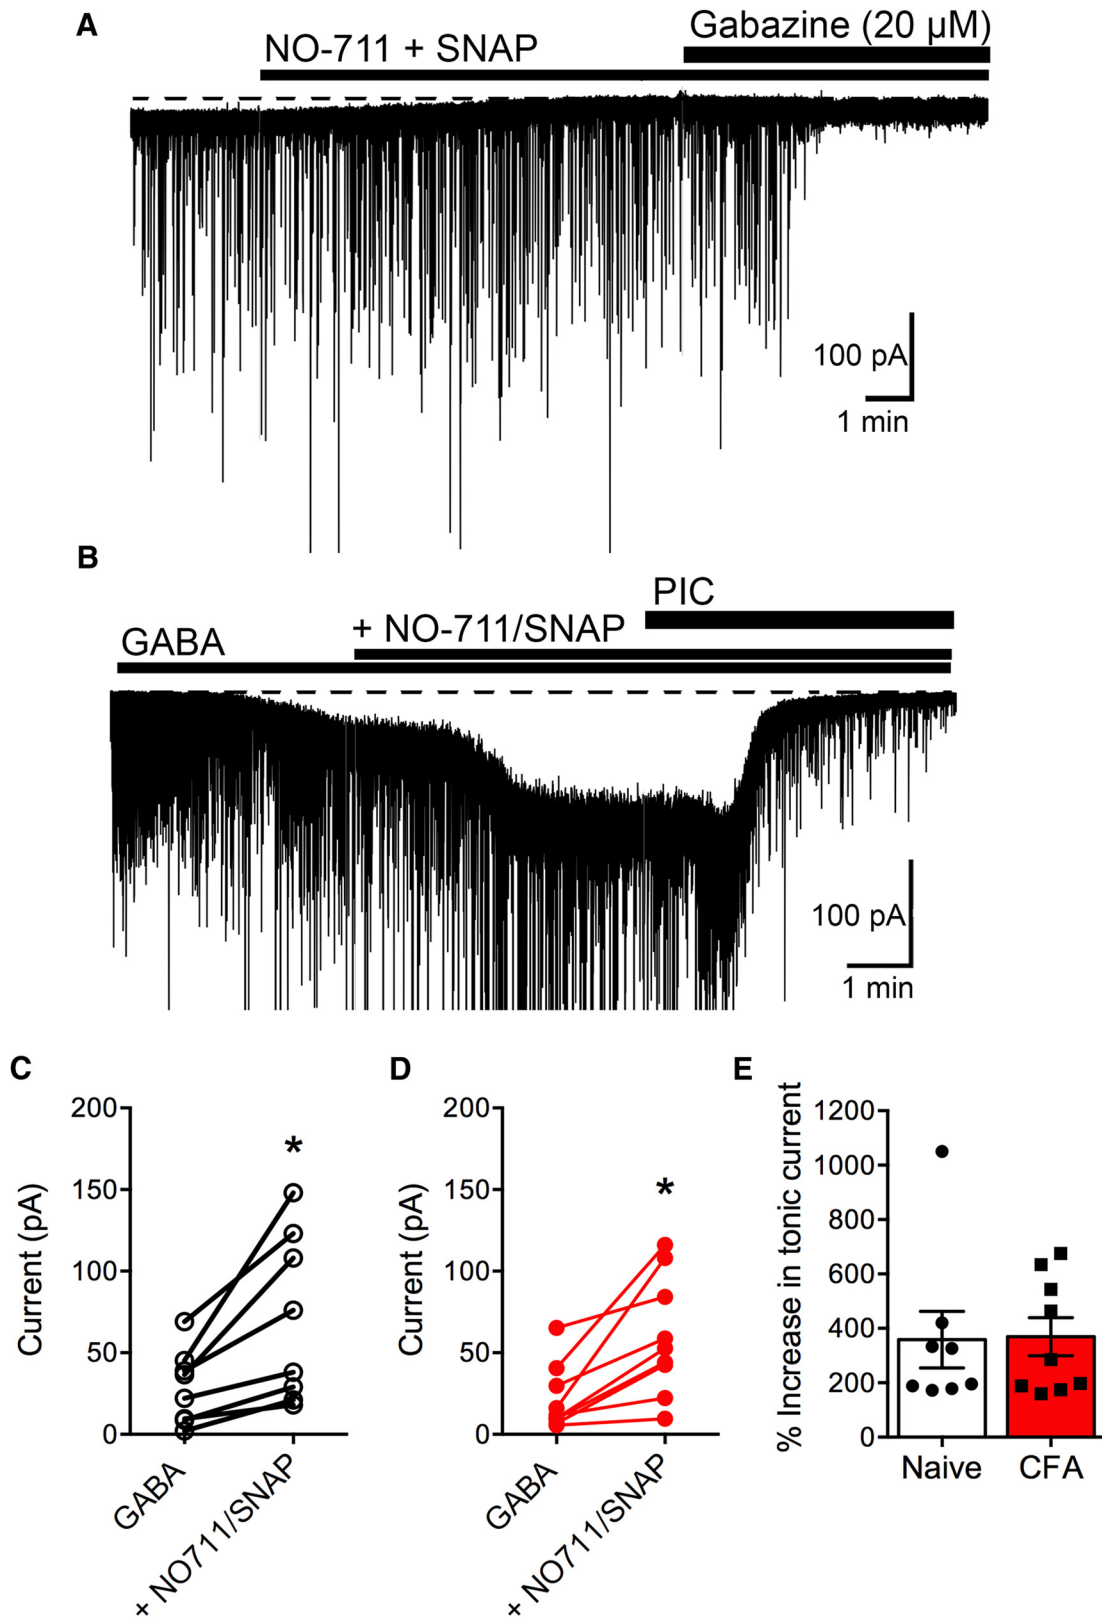 A
Gabazine (20 µM)
NO-711 + SNAP
100 pA
1 min
B
PIC
+ NO-711/SNAP
GABA
100 pA
1 min
C
D
E
200
150
100
50
0
Current (pA)
*
GABA
+ NO711/SNAP
200
150
100
50
0
Current (pA)
*
GABA
+ NO711/SNAP
1200
1000
800
600
400
200
0
% Increase in tonic current
Naive
CFA